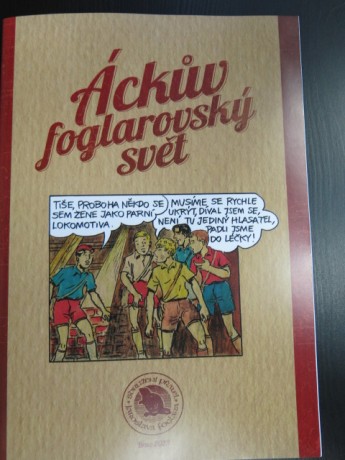 Áckův
foglarovský
svět
TIŠE, PROBOHA NĚKDO SE
SEM ŽENE JAKO PARNÍ
LOKOMOTIVA.
MUSÍME SE RYCHLE
UKRÝT, DÍVAL JSEM SE,
NENÍ TU JEDINÝ HLASATEL,
PADLI JSME
DO LÉČKY!